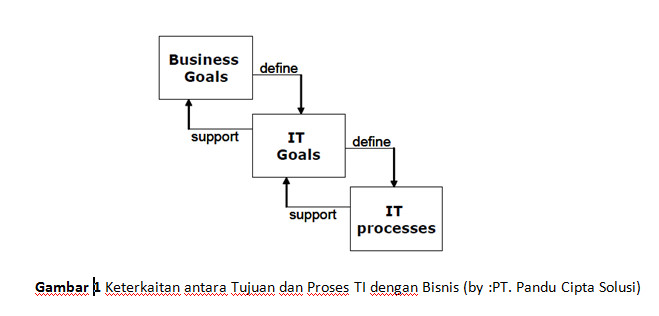 Business
Goals
define
support
IT
Goals
define
support
IT
processes
Gambar 1 Keterkaitan antara Tujuan dan Proses TI dengan Bisnis (by :PT. Pandu Cipta Solusi)